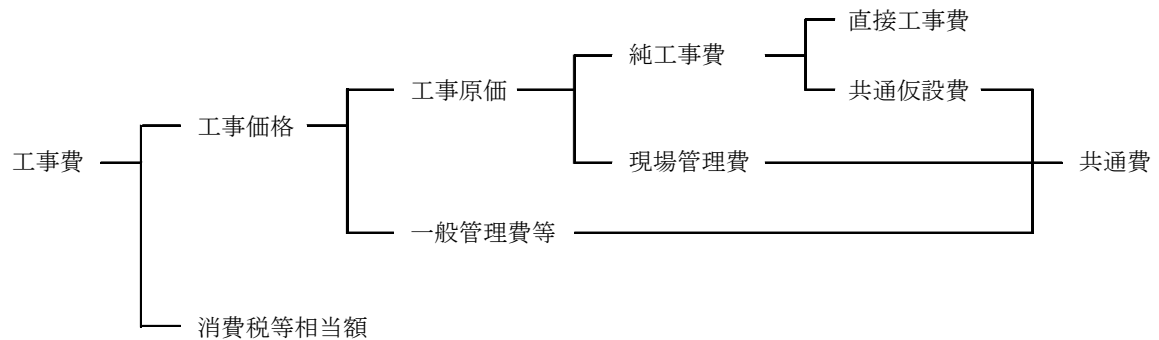 直接工事費
純工事費
工事原価
共通仮設費
工事価格
工事費
現場管理費
共通費
一般管理費等
消費税等相当額